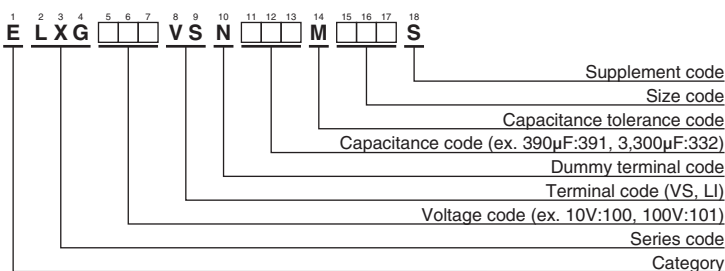 1 2 3 4 5 6 7 8 9 10 11 12 13 14 15 16 17 18
E L X G V S N M S
Supplement code
Size code
Capacitance tolerance code
Capacitance code (ex. 390µF:391, 3,300µF:332)
Dummy terminal code
Terminal code (VS, LI)
Voltage code (ex. 10V:100, 100V:101)
Series code
Category